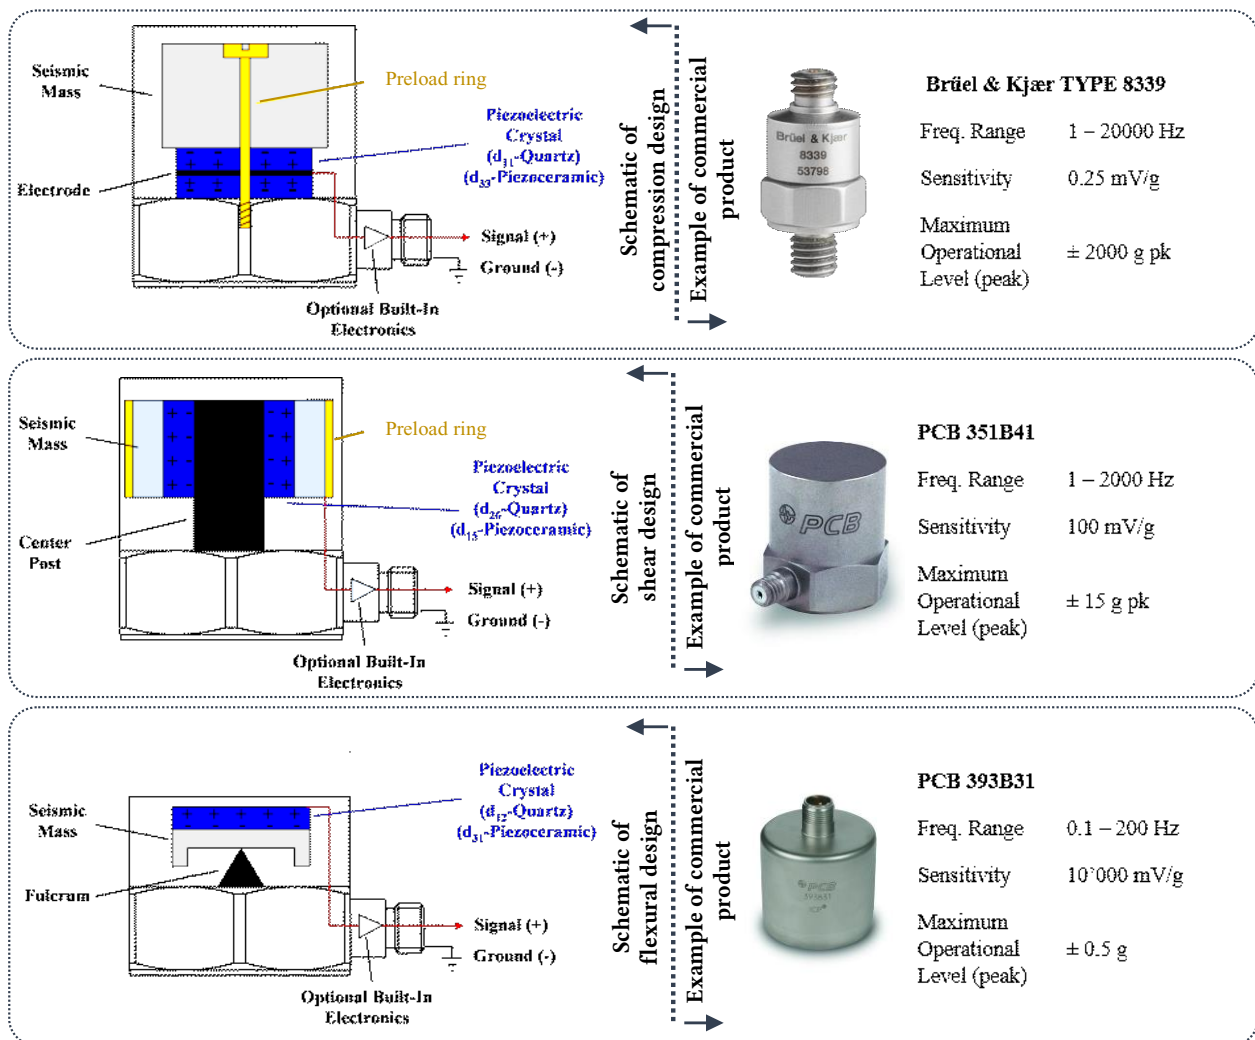 Seismic
Mass
Preload ring
Piezoelectric
Crystal
(d31-Quartz)
(d33-Piezoceramic)
Electrode
Signal (+)
Ground (-)
Optional Built-In
Electronics
Schematic of
compression design
Example of commercial
product
Brüel & Kjær
8339
53798
Brüel & Kjær TYPE 8339
Freq. Range 1 – 20000 Hz
Sensitivity 0.25 mV/g
Maximum
Operational ± 2000 g pk
Level (peak)
Seismic
Mass
Preload ring
Piezoelectric
Crystal
(d26-Quartz)
(d15-Piezoceramic)
Center
Post
Signal (+)
Ground (-)
Optional Built-In
Electronics
Schematic of
shear design
Example of commercial
product
PCB
PCB 351B41
Freq. Range 1 – 2000 Hz
Sensitivity 100 mV/g
Maximum
Operational ± 15 g pk
Level (peak)
Seismic
Mass
Piezoelectric
Crystal
(d12-Quartz)
(d31-Piezoceramic)
Fulcrum
Signal (+)
Ground (-)
Optional Built-In
Electronics
Schematic of
flexural design
Example of commercial
product
PCB
393B31
ICP®
PCB 393B31
Freq. Range 0.1 – 200 Hz
Sensitivity 10`000 mV/g
Maximum
Operational ± 0.5 g
Level (peak)